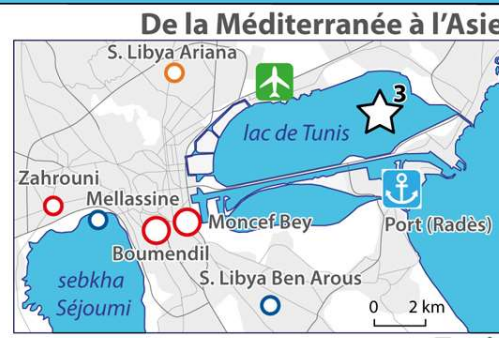 De la Méditerranée à l'Asie
S. Libya Ariana
3
lac de Tunis
Zahrouni
Mellassine
Moncef Bey
Port (Radès)
Boumendil
sebkha
Séjoumi
S. Libya Ben Arous
0 2 km